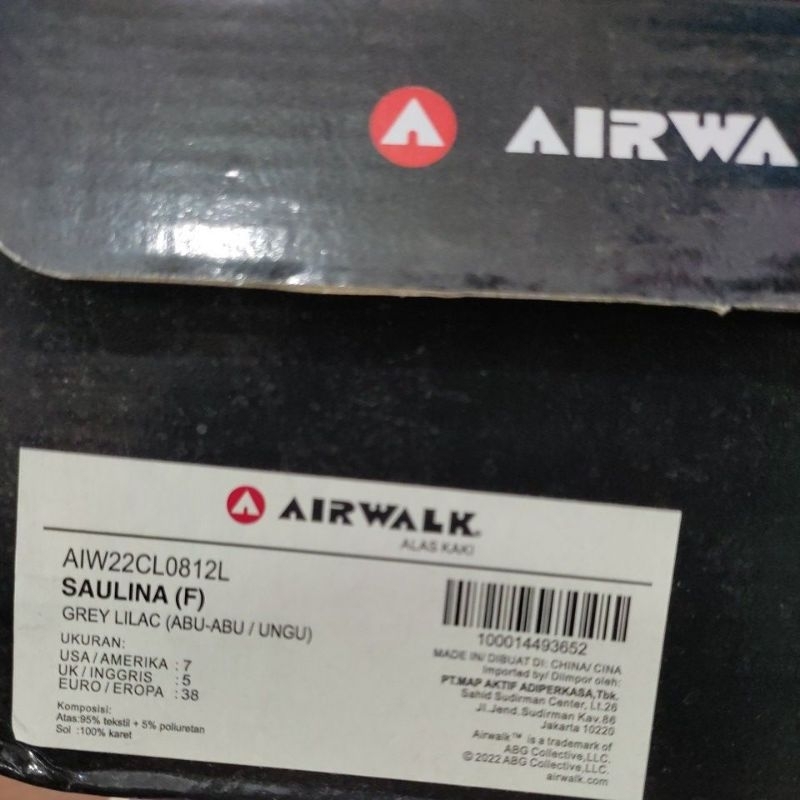 AIRWA
AIRWALK
ALAS KAKI
AIW22CL0812L
SAULINA (F)
GREY LILAC (ABU-ABU / UNGU)
UKURAN:
USA / AMERIKA : 7
UK / INGGRIS : 5
EURO / EROPA : 38
Komposisi:
Atas:95% tekstil + 5% poliuretan
Sol :100% karet
100014493652
MADE IN/ DIBUAT DI: CHINA/ CINA
Imported by/ Diimpor oleh:
PT.MAP AKTIF ADIPERKASA,Tbk.
Sahid Sudirman Center, Lt.26
Jl.Jend.Sudirman Kav.86
Jakarta 10220
Airwalk™ is a trademark of
ABG Collective,LLC.
© 2022 ABG Collective,LLC.
airwalk.com